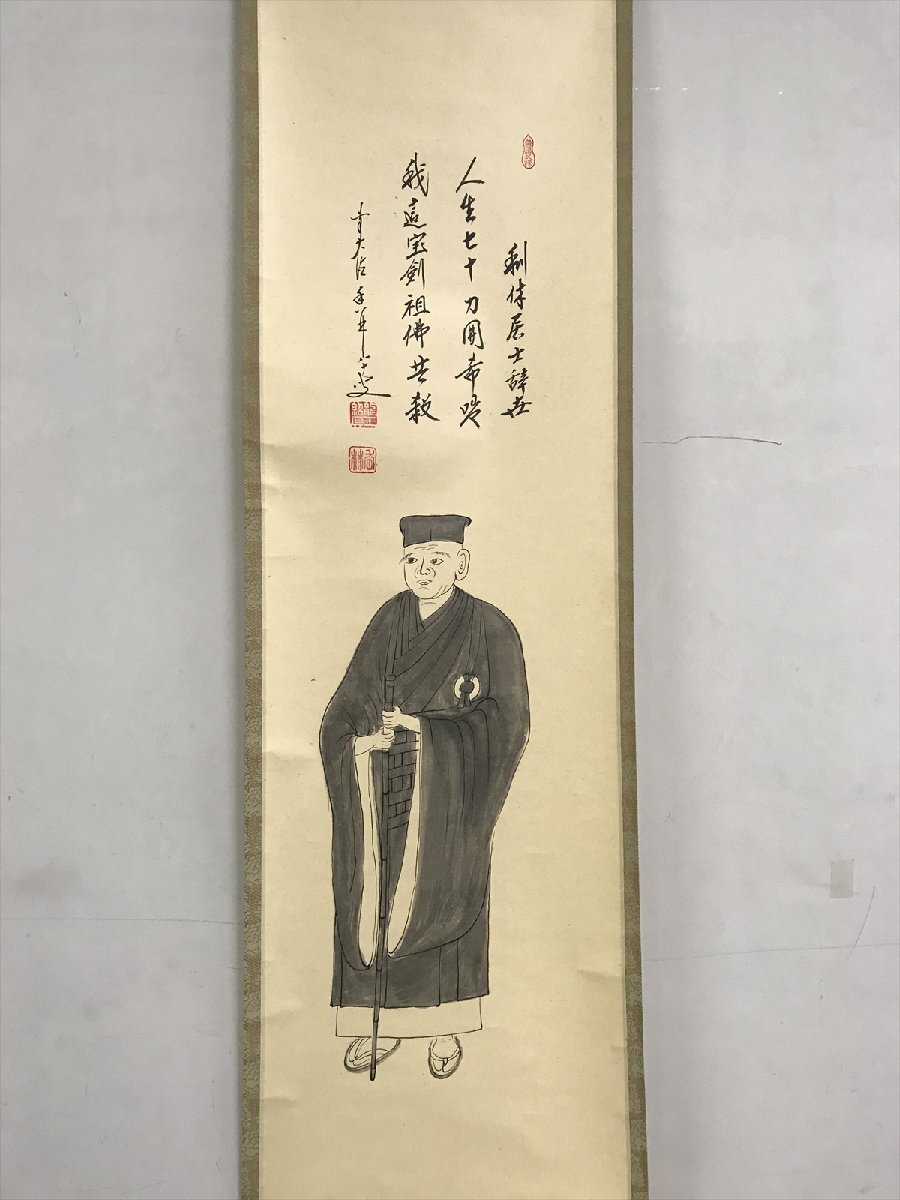 利休居士辞世
人生七十力囲希咄
我這宝剣祖佛共殺